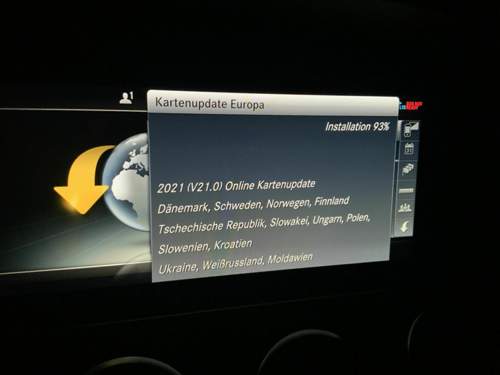 1
Kartenupdate Europa
Installation 93%
2021 (V21.0) Online Kartenupdate
Dänemark, Schweden, Norwegen, Finnland
Tschechische Republik, Slowakei, Ungarn, Polen,
Slowenien, Kroatien
Ukraine, Weißrussland, Moldawien